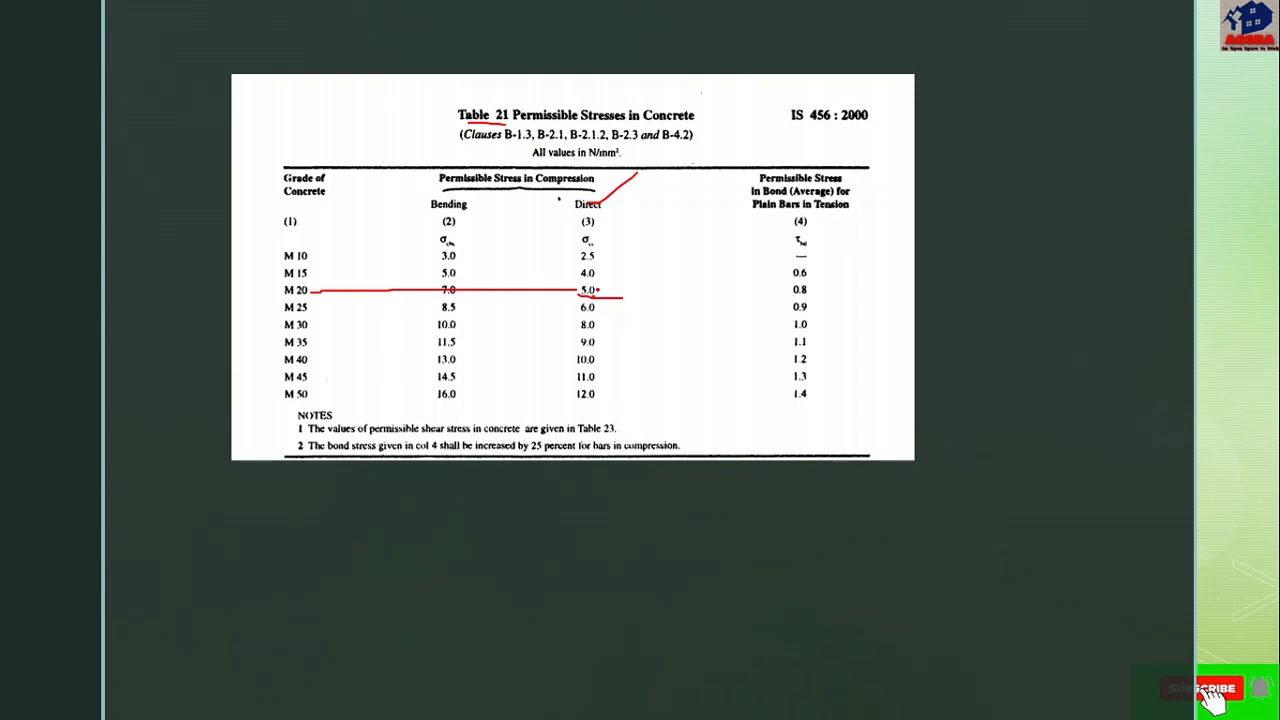 AGORA
Table 21 Permissible Stresses in Concrete IS 456 : 2000
(Clauses B-1.3, B-2.1, B-2.1.2, B-2.3 and B-4.2)
All values in N/mm².
Grade of Concrete Permissible Stress in Compression Permissible Stress in Bond (Average) for Plain Bars in Tension
Bending Direct
(1) (2) (3) (4)
σcbc σcc τbd
M 10 3.0 2.5 —
M 15 5.0 4.0 0.6
M 20 7.0 5.0 0.8
M 25 8.5 6.0 0.9
M 30 10.0 8.0 1.0
M 35 11.5 9.0 1.1
M 40 13.0 10.0 1.2
M 45 14.5 11.0 1.3
M 50 16.0 12.0 1.4
NOTES
1 The values of permissible shear stress in concrete are given in Table 23.
2 The bond stress given in col 4 shall be increased by 25 percent for bars in compression.
SUBSCRIBE